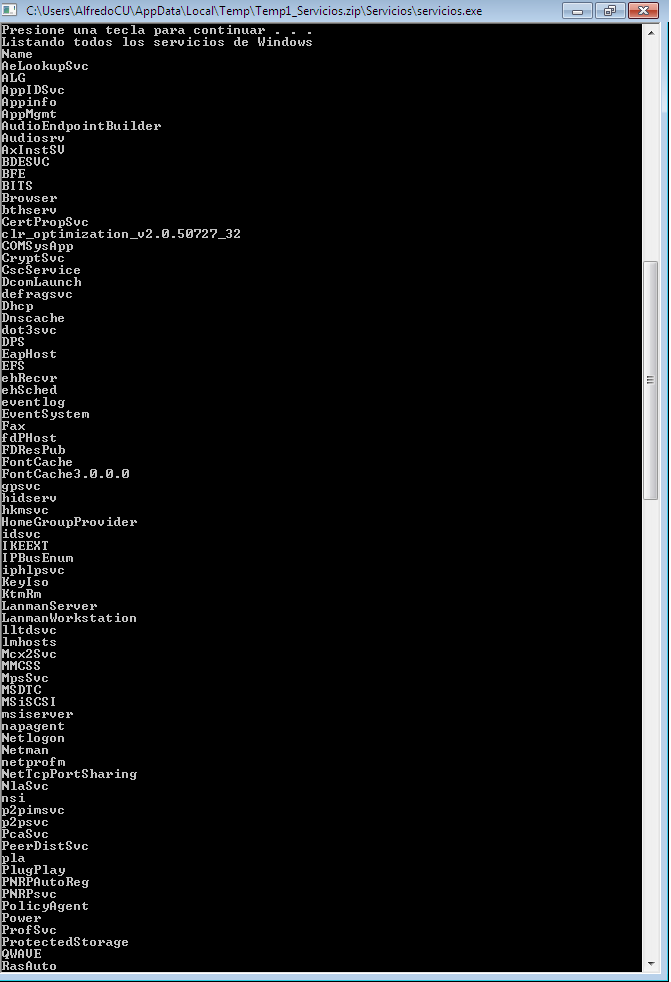 C:\Users\AlfredoCU\AppData\Local\Temp\Temp1_Servicios.zip\Servicios\servicios.exe
Presione una tecla para continuar . . .
Listando todos los servicios de Windows
Name
AeLookupSvc
ALG
AppIDSvc
Appinfo
AppMgmt
AudioEndpointBuilder
Audiosrv
AxInstSV
BDESVC
BFE
BITS
Browser
bthserv
CertPropSvc
clr_optimization_v2.0.50727_32
COMSysApp
CryptSvc
CscService
DcomLaunch
defragsvc
Dhcp
Dnscache
dot3svc
DPS
EapHost
EFS
ehRecvr
ehSched
eventlog
EventSystem
Fax
fdPHost
FDResPub
FontCache
FontCache3.0.0.0
gpsvc
hidserv
hkmsvc
HomeGroupProvider
idsvc
IKEEXT
IPBusEnum
iphlpsvc
KeyIso
KtmRm
LanmanServer
LanmanWorkstation
lltdsvc
lmhosts
Mcx2Svc
MMCSS
MpsSvc
MSDTC
MSiSCSI
msiserver
napagent
Netlogon
Netman
netprofm
NetTcpPortSharing
NlaSvc
nsi
p2pimsvc
p2psvc
PcaSvc
PeerDistSvc
pla
PlugPlay
PNRPAutoReg
PNRPsvc
PolicyAgent
Power
ProfSvc
ProtectedStorage
QWAVE
RasAuto